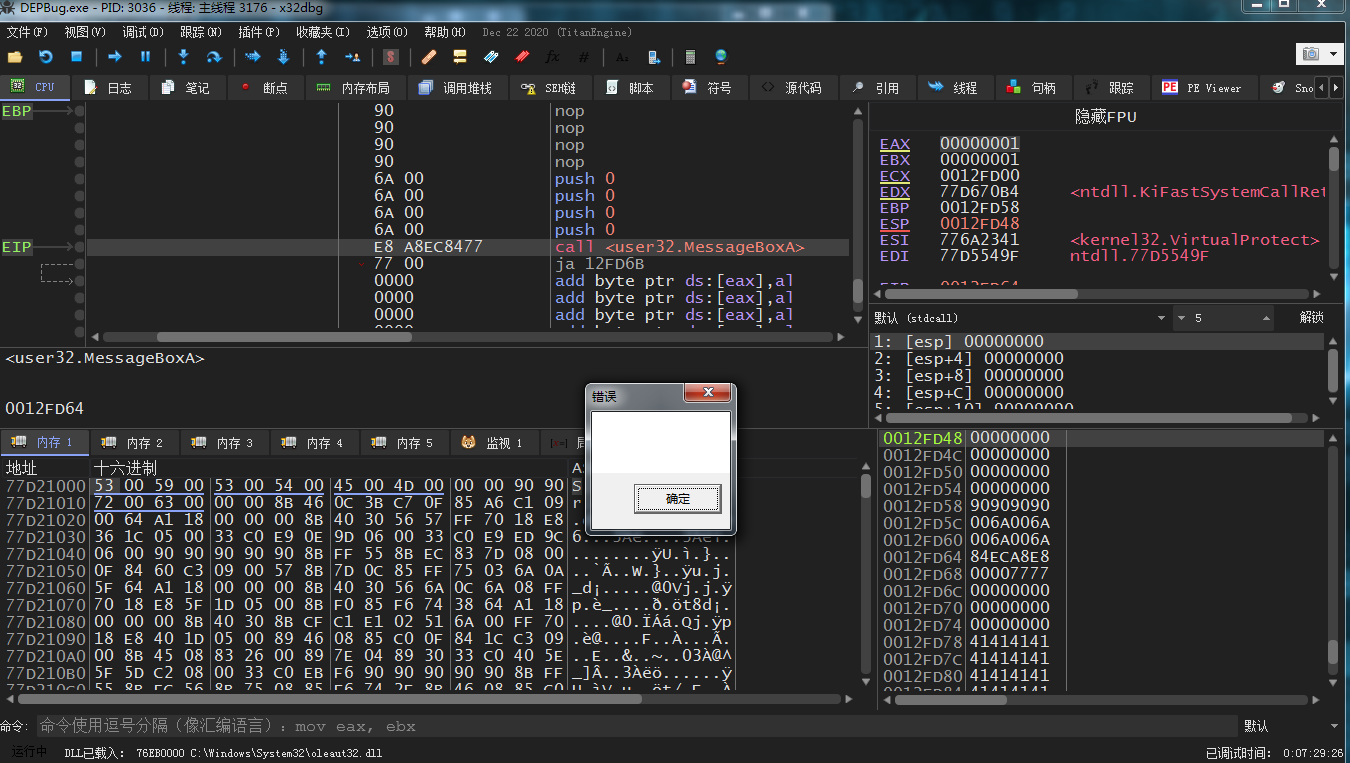 DEPBug.exe - PID: 3036 - 线程: 主线程 3176 - x32dbg
文件(F) 视图(V) 调试(D) 跟踪(N) 插件(P) 收藏夹(I) 选项(O) 帮助(H) Dec 22 2020 (TitanEngine)
CPU 日志 笔记 断点 内存布局 调用堆栈 SEH链 脚本 符号 源代码 引用 线程 句柄 跟踪 PE Viewer Sno
EBP
90 nop
90 nop
90 nop
90 nop
6A 00 push 0
6A 00 push 0
6A 00 push 0
6A 00 push 0
EIP E8 A8EC8477 call <user32.MessageBoxA>
77 00 ja 12FD6B
0000 add byte ptr ds:[eax],al
0000 add byte ptr ds:[eax],al
0000 add byte ptr ds:[eax],al
隐藏FPU
EAX 00000001
EBX 00000001
ECX 0012FD00
EDX 77D670B4 <ntdll.KiFastSystemCallRet
EBP 0012FD58
ESP 0012FD48
ESI 776A2341 <kernel32.VirtualProtect>
EDI 77D5549F ntdll.77D5549F
EIP 0012FD64
默认 (stdcall) 5 解锁
1: [esp] 00000000
2: [esp+4] 00000000
3: [esp+8] 00000000
4: [esp+C] 00000000
5: [esp+10] 00000000
<user32.MessageBoxA>
0012FD64
错误
确定
内存 1 内存 2 内存 3 内存 4 内存 5 监视 1
地址 十六进制
77D21000 53 00 59 00 53 00 54 00 45 00 4D 00 00 00 90 90
77D21010 72 00 63 00 00 00 8B 46 0C 3B C7 0F 85 A6 C1 09
77D21020 00 64 A1 18 00 00 00 8B 40 30 56 57 FF 70 18 E8
77D21030 36 1C 05 00 33 C0 E9 0E 9D 06 00 33 C0 E9 ED 9C
77D21040 06 00 90 90 90 90 90 8B FF 55 8B EC 83 7D 08 00 ........ÿU.ì.}..
77D21050 0F 84 60 C3 09 00 57 8B 7D 0C 85 FF 75 03 6A 0A ..`Ã..W.}..ÿu.j.
77D21060 5F 64 A1 18 00 00 00 8B 40 30 56 6A 0C 6A 08 FF _d¡.....@0Vj.j.ÿ
77D21070 70 18 E8 5F 1D 05 00 8B F0 85 F6 74 38 64 A1 18 p.è_....ð.öt8d¡.
77D21080 00 00 00 8B 40 30 8B CF C1 E1 02 51 6A 00 FF 70 ....@0.ÏÁá.Qj.ÿp
77D21090 18 E8 40 1D 05 00 89 46 08 85 C0 0F 84 1C C3 09 .è@....F..À...Ã.
77D210A0 00 8B 45 08 83 26 00 89 7E 04 89 30 33 C0 40 5E ..E..&..~..03À@^
77D210B0 5F 5D C2 08 00 33 C0 EB F6 90 90 90 90 90 8B FF _]Â..3Àëö......ÿ
77D210C0 55 8B EC 56 8B 75 08 85 F6 74 2E 8B 46 08 85 C0
0012FD48 00000000
0012FD4C 00000000
0012FD50 00000000
0012FD54 00000000
0012FD58 90909090
0012FD5C 006A006A
0012FD60 006A006A
0012FD64 84ECA8E8
0012FD68 00007777
0012FD6C 00000000
0012FD70 00000000
0012FD74 00000000
0012FD78 41414141
0012FD7C 41414141
0012FD80 41414141
0012FD84 41414141
命令: 命令使用逗号分隔（像汇编语言）: mov eax, ebx 默认
运行中 DLL已载入: 76EB0000 C:\Windows\System32\oleaut32.dll 已调试时间: 0:07:29:26